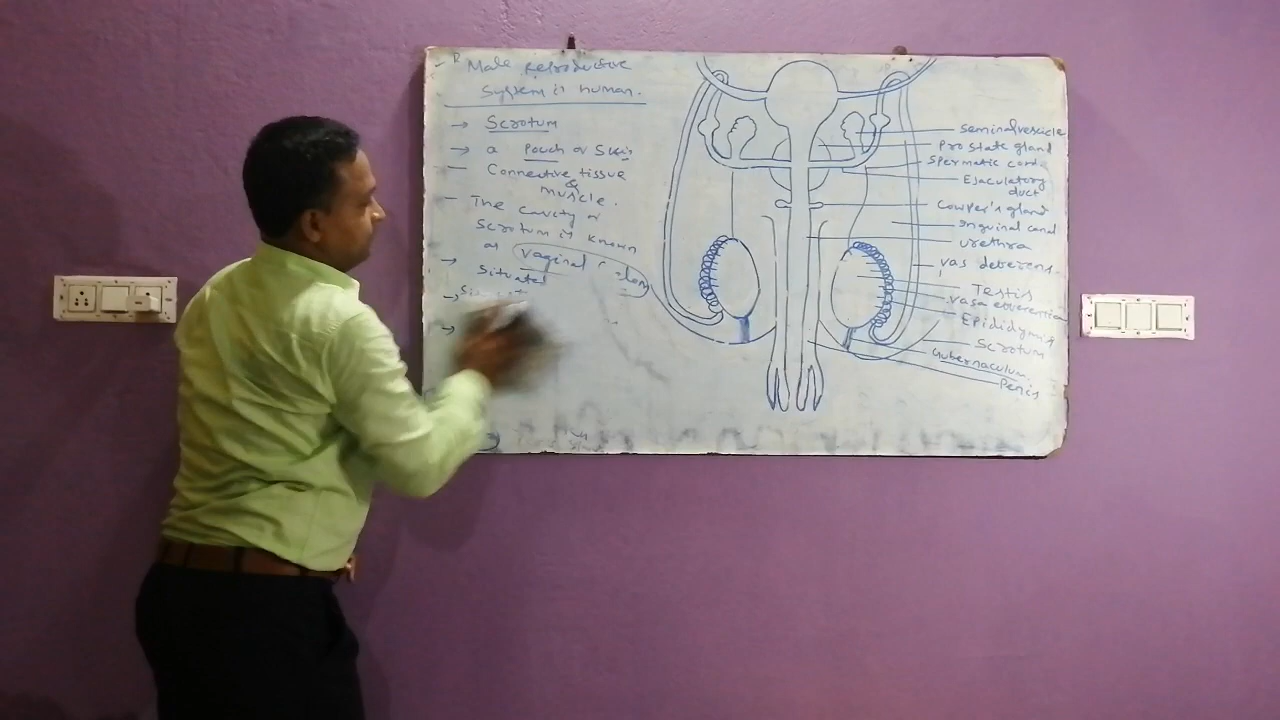 Male Reproductive
System in human.
→ Scrotum
→ a Pouch of Skin
— Connective tissue
&
muscle.
— The cavity of
Scrotum is known
as vaginal
→ Situated
seminal vesicle
Prostate gland
Spermatic cord
Ejaculatory
duct
Cowper's gland
Inguinal canal
urethra
Vas deferens
Testis
Vasa efferentia
Epididymis
Scrotum
Gubernaculum
Penis